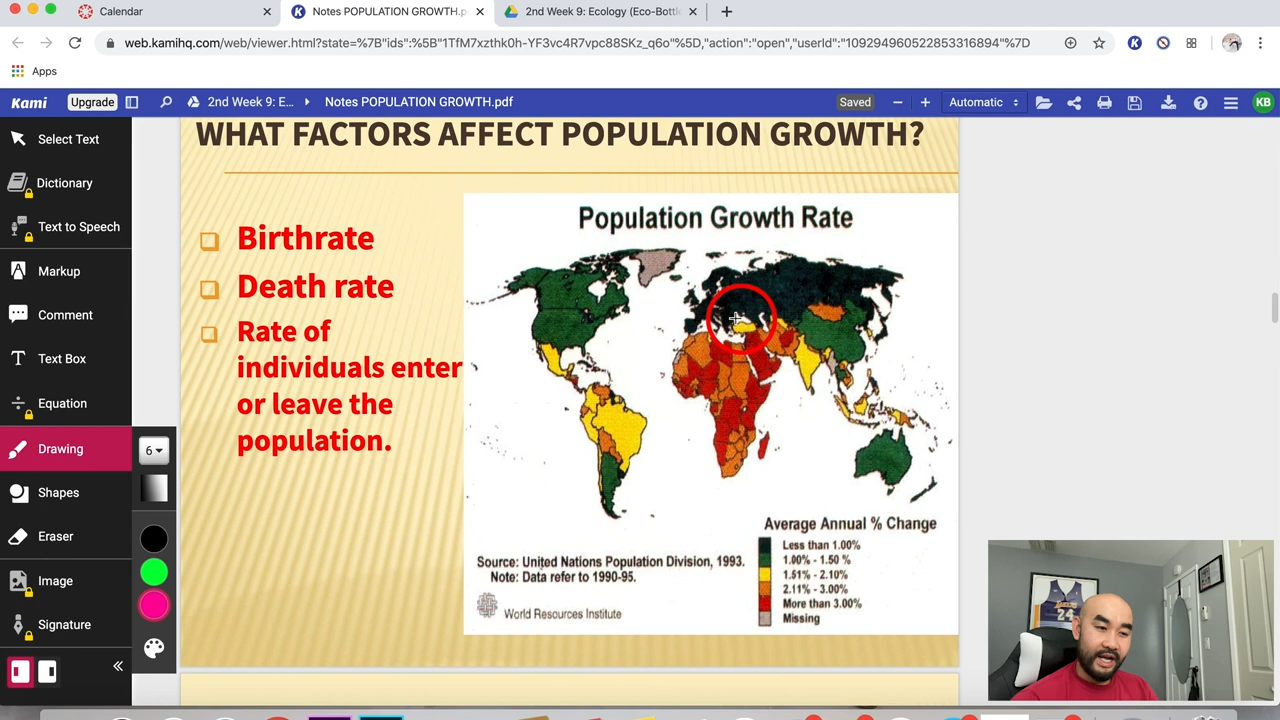 Calendar
Notes POPULATION GROWTH.p
2nd Week 9: Ecology (Eco-Bottl
web.kamihq.com/web/viewer.html?state=%7B"ids":%5B"1TfM7xzthk0h-YF3vc4R7vpc88SKz_q6o"%5D,"action":"open","userId":"109294960522853316894"%7D
Apps
Kami
Upgrade
2nd Week 9: E...
Notes POPULATION GROWTH.pdf
Saved
Automatic
KB
Select Text
Dictionary
Text to Speech
Markup
Comment
Text Box
Equation
Drawing
Shapes
Eraser
Image
Signature
6
WHAT FACTORS AFFECT POPULATION GROWTH?
Birthrate
Death rate
Rate of
individuals enter
or leave the
population.
Population Growth Rate
Average Annual % Change
Less than 1.00%
1.00% - 1.50 %
1.51% - 2.10%
2.11% - 3.00%
More than 3.00%
Missing
Source: United Nations Population Division, 1993.
Note: Data refer to 1990-95.
World Resources Institute
LAKERS
24